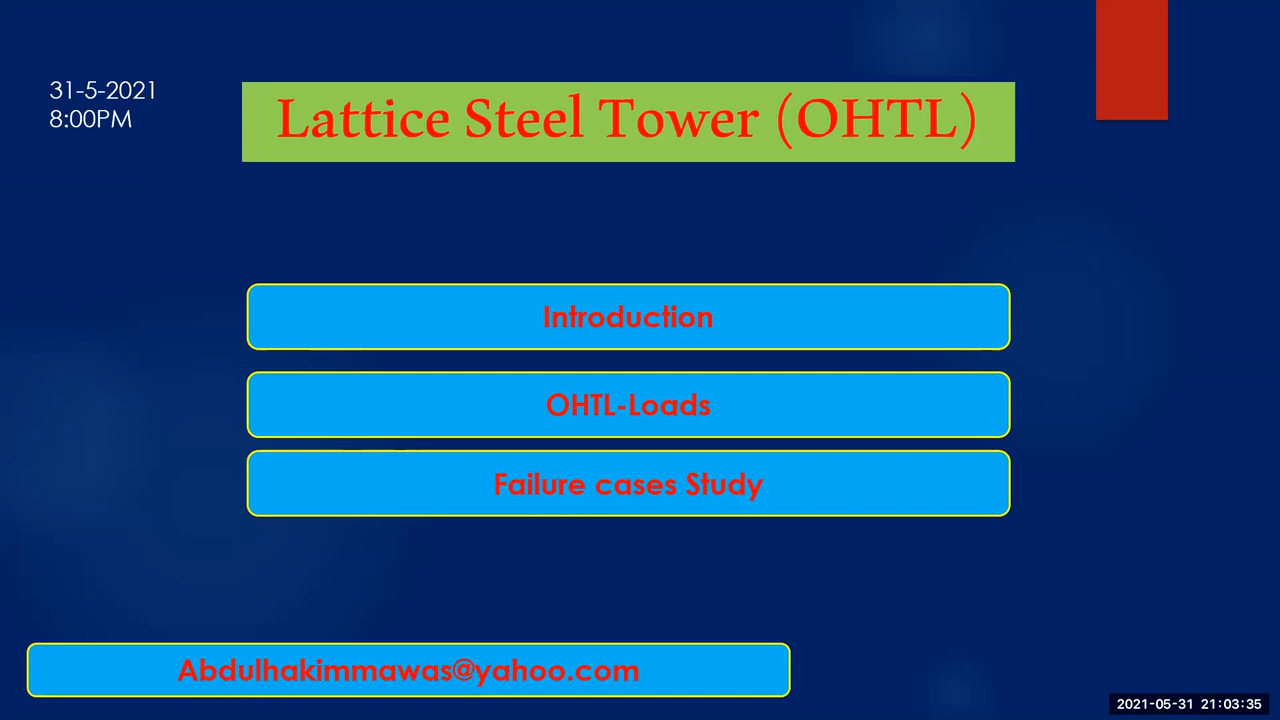 31-5-2021
8:00PM
Lattice Steel Tower (OHTL)
Introduction
OHTL-Loads
Failure cases Study
Abdulhakimmawas@yahoo.com
2021-05-31 21:03:35